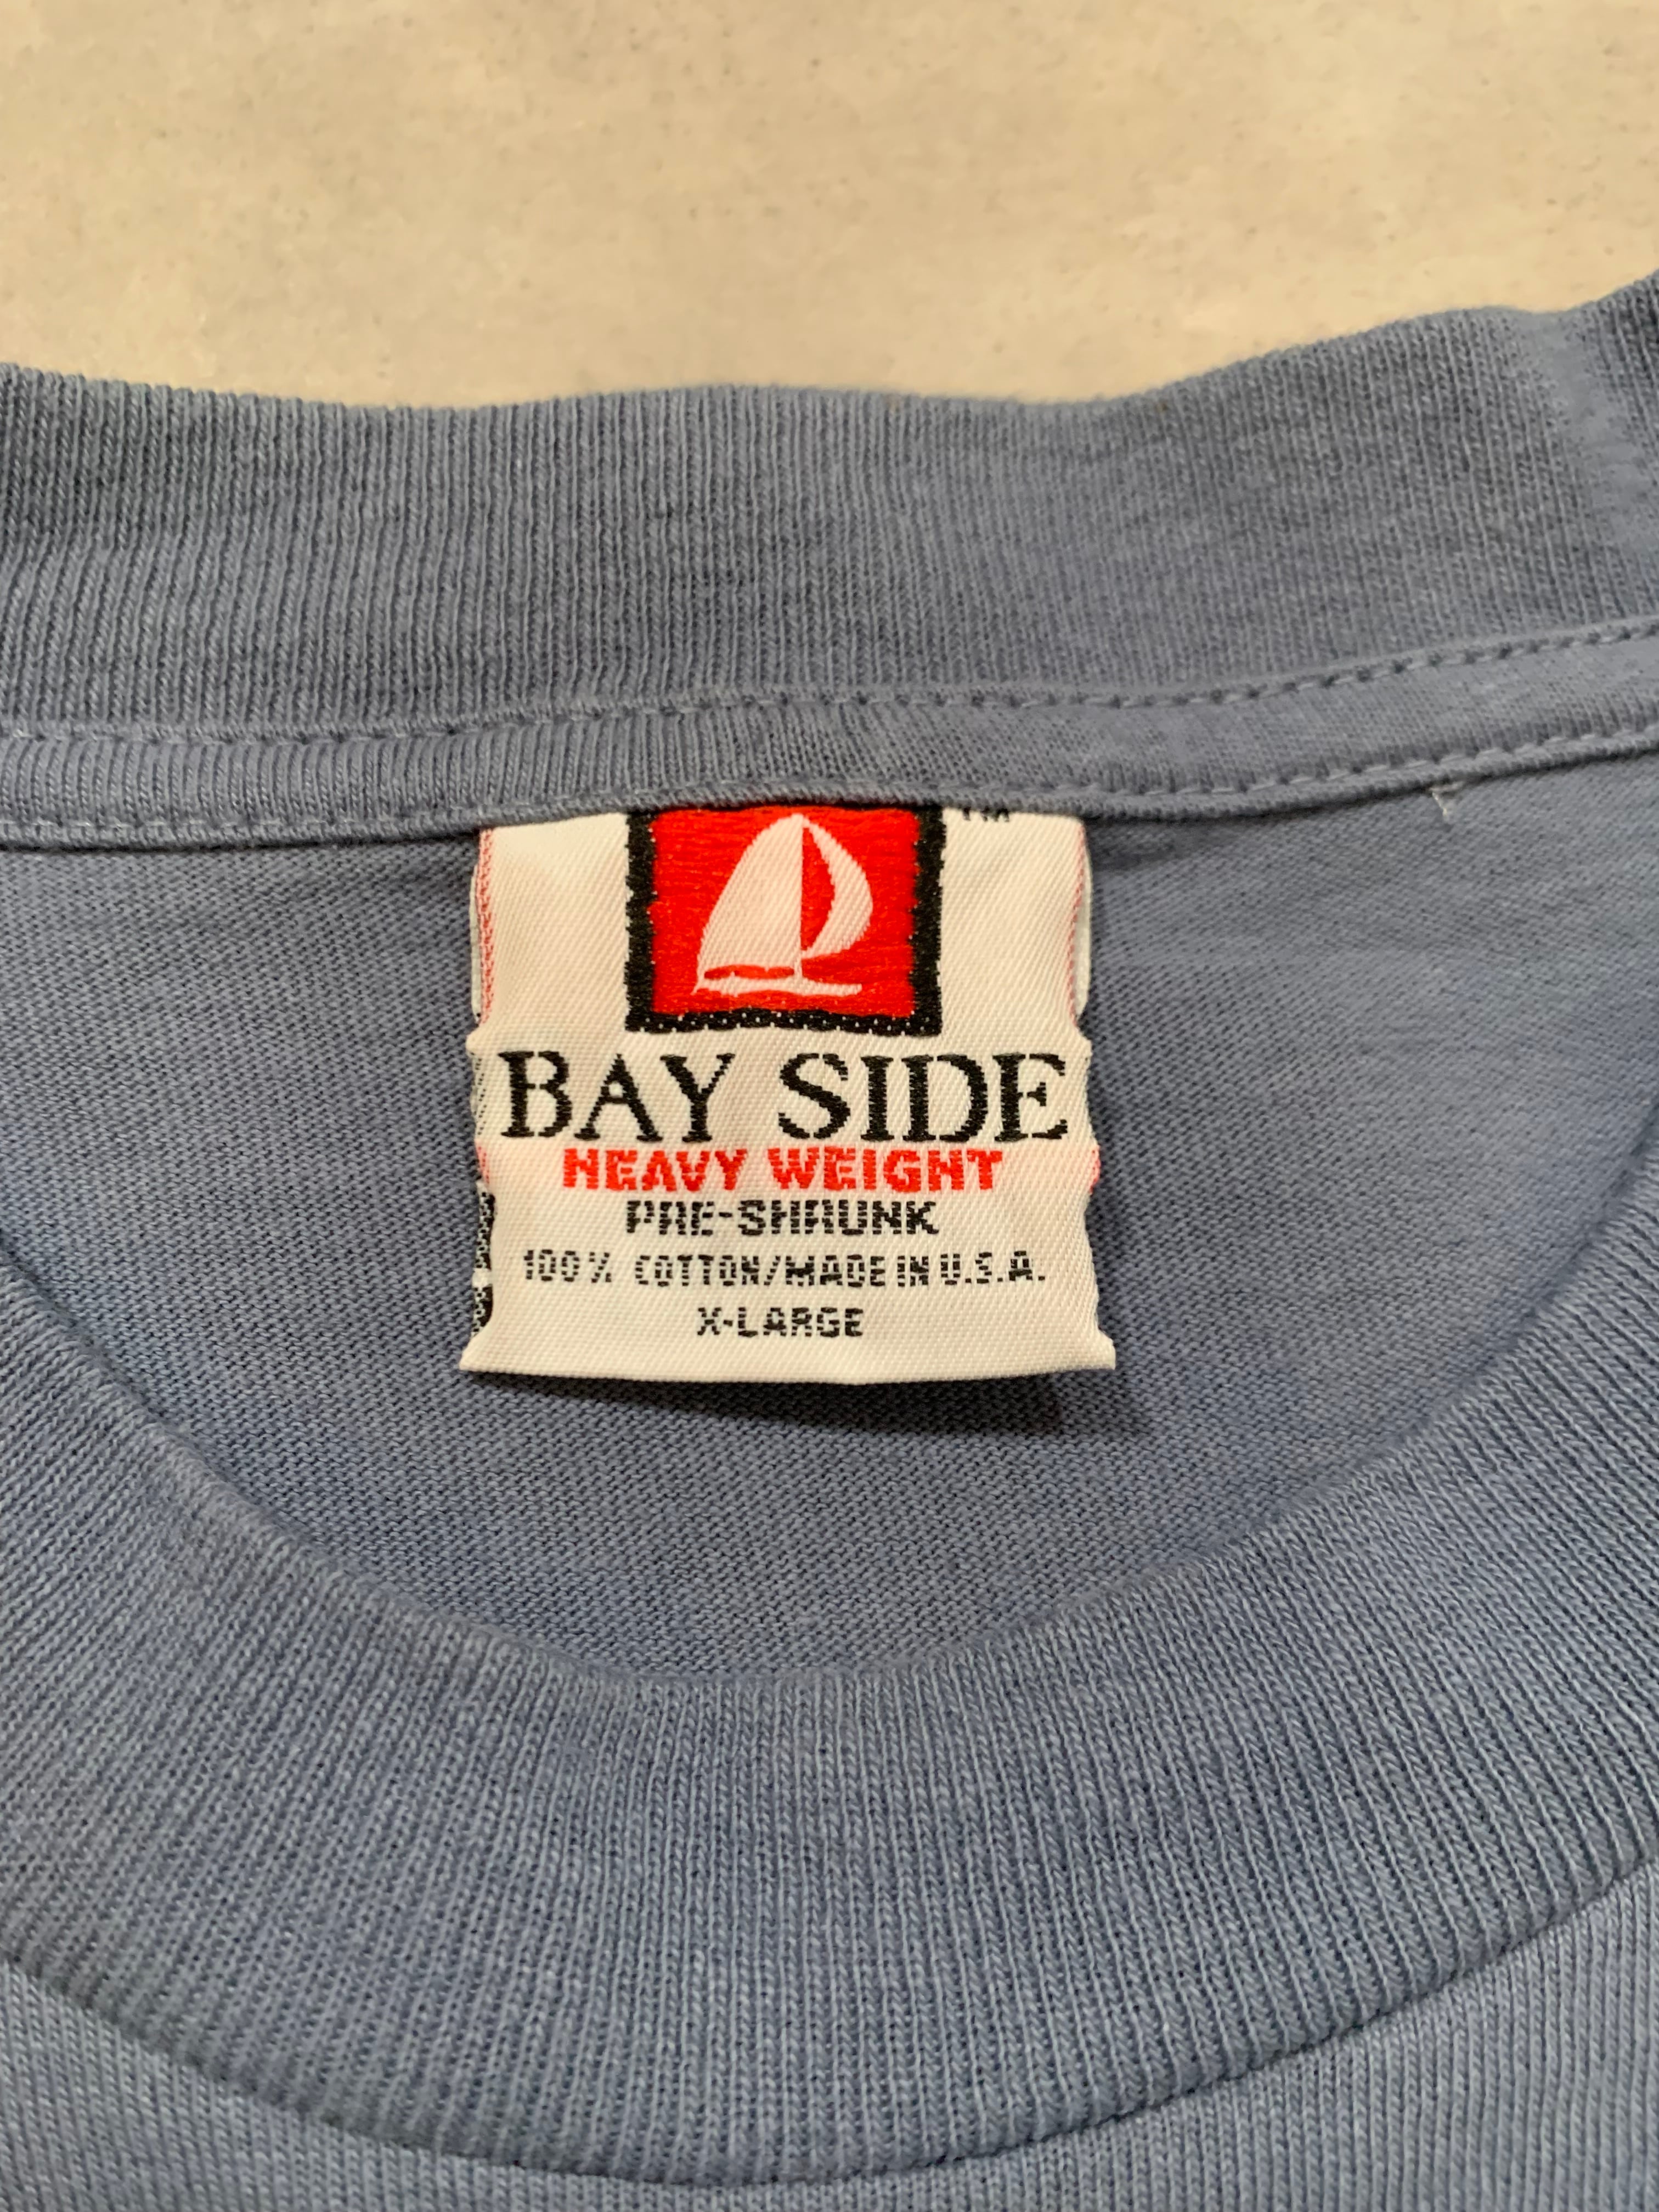 TM
BAY SIDE
HEAVY WEIGHT
PRE-SHRUNK
100% COTTON/MADE IN U.S.A.
X-LARGE